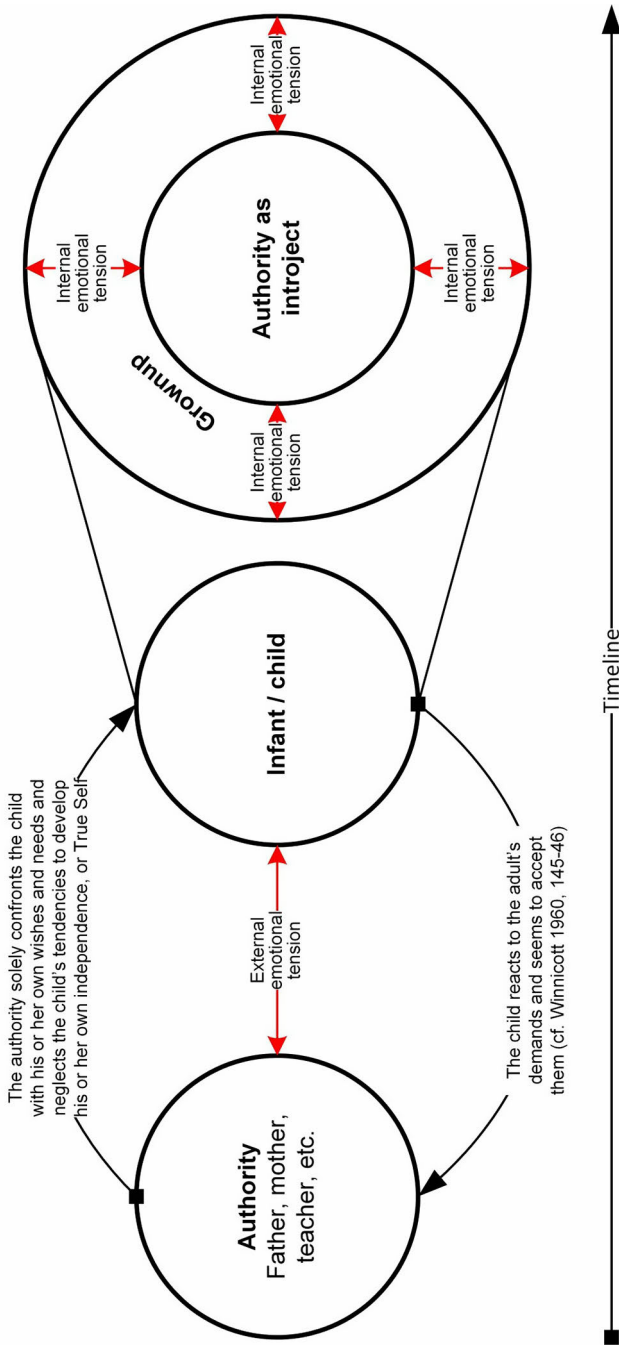 The authority solely confronts the child
with his or her own wishes and needs and
neglects the child's tendencies to develop
his or her own independence, or True Self
Authority
Father, mother,
teacher, etc.
External
emotional
tension
Infant / child
The child reacts to the adult's
demands and seems to accept
them (cf. Winnicott 1960, 145-46)
Grownup
Internal
emotional
tension
Internal
emotional
tension
Authority as
introject
Internal
emotional
tension
Internal
emotional
tension
Timeline